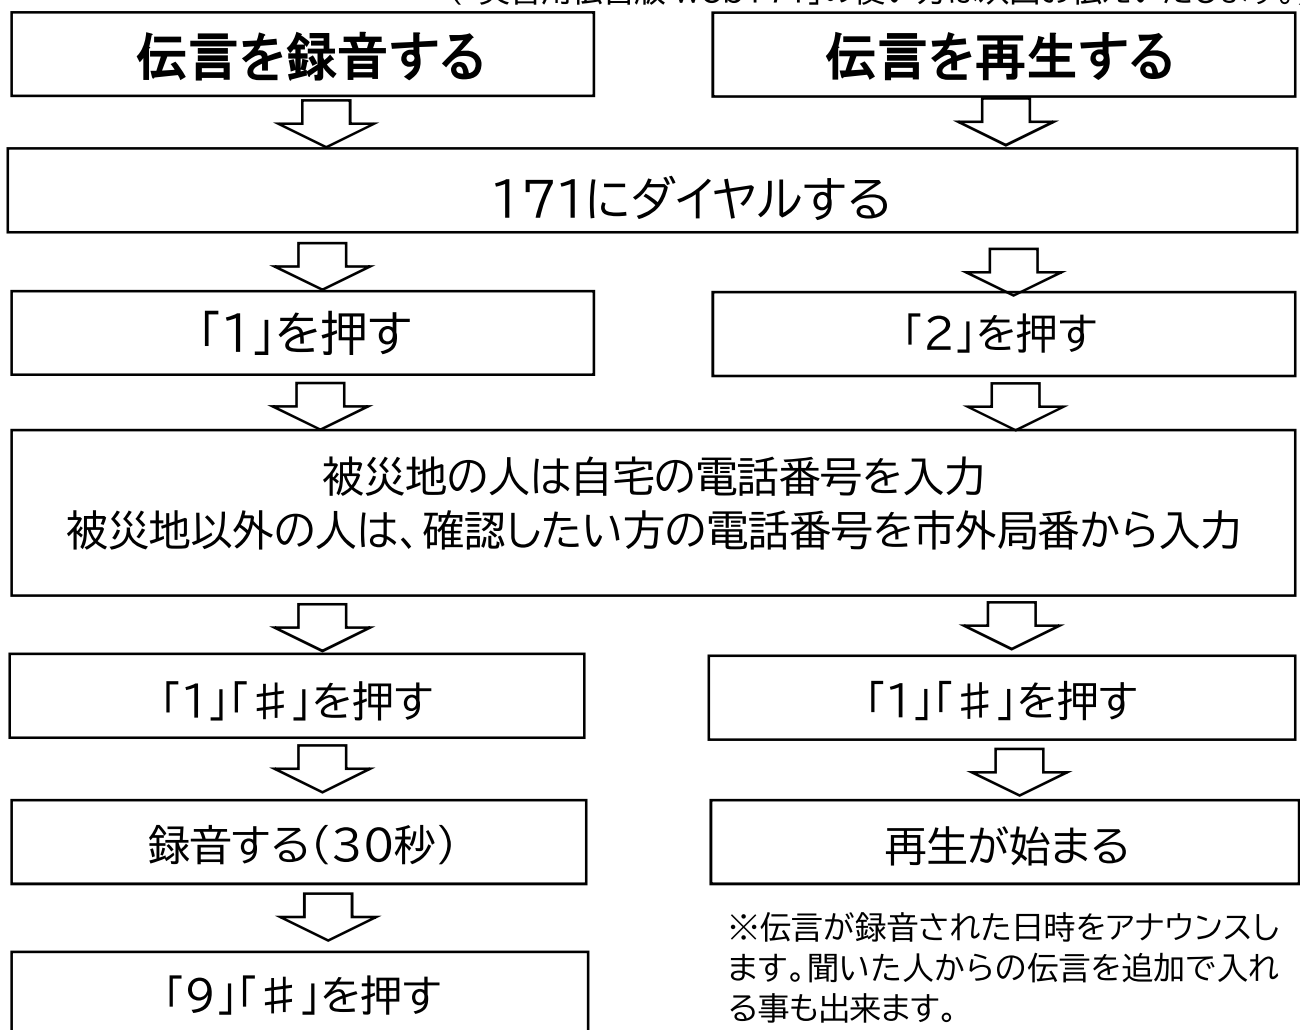 伝言を録音する
伝言を再生する
171にダイヤルする
「1」を押す
「2」を押す
被災地の人は自宅の電話番号を入力
被災地以外の人は、確認したい方の電話番号を市外局番から入力
「1」「♯」を押す
「1」「♯」を押す
録音する(30秒)
再生が始まる
※伝言が録音された日時をアナウンスし
ます。聞いた人からの伝言を追加で入れ
る事も出来ます。
「9」「♯」を押す